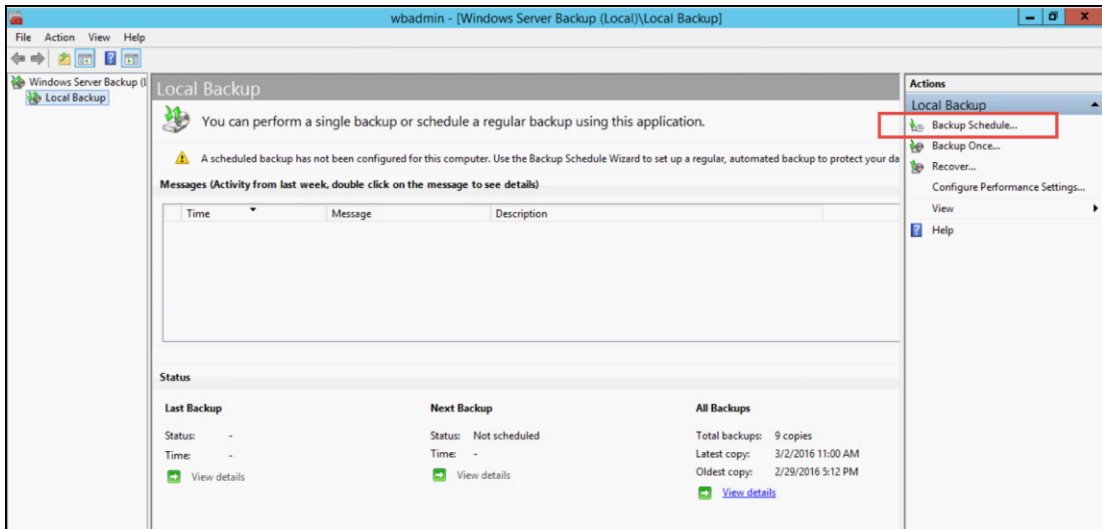 wbadmin - [Windows Server Backup (Local)\Local Backup]
File Action View Help
Windows Server Backup (L
Local Backup
Local Backup
You can perform a single backup or schedule a regular backup using this application.
A scheduled backup has not been configured for this computer. Use the Backup Schedule Wizard to set up a regular, automated backup to protect your da
Messages (Activity from last week, double click on the message to see details)
Time Message Description
Status
Last Backup
Status: -
Time: -
View details
Next Backup
Status: Not scheduled
Time: -
View details
All Backups
Total backups: 9 copies
Latest copy: 3/2/2016 11:00 AM
Oldest copy: 2/29/2016 5:12 PM
View details
Actions
Local Backup
Backup Schedule...
Backup Once...
Recover...
Configure Performance Settings...
View
Help